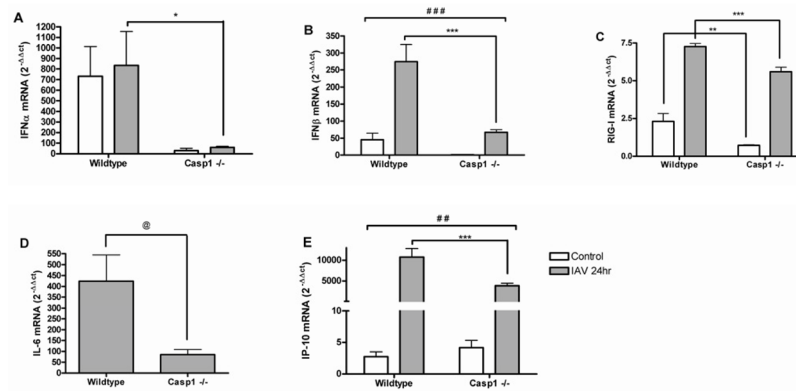 A
*
IFNα mRNA (2-ΔΔct)
1200
1100
1000
900
800
700
600
500
400
300
200
100
0
Wildtype
Casp1 -/-
B
###
***
IFNβ mRNA (2-ΔΔct)
350
300
250
200
150
100
50
0
Wildtype
Casp1 -/-
C
***
**
RIG-I mRNA (2-ΔΔct)
7.5
5.0
2.5
0.0
Wildtype
Casp1 -/-
D
@
IL-6 mRNA (2-ΔΔct)
550
500
450
400
350
300
250
200
150
100
50
0
Wildtype
Casp1 -/-
E
##
***
IP-10 mRNA (2-ΔΔct)
10000
5000
5
0
Wildtype
Casp1 -/-
Control
IAV 24hr